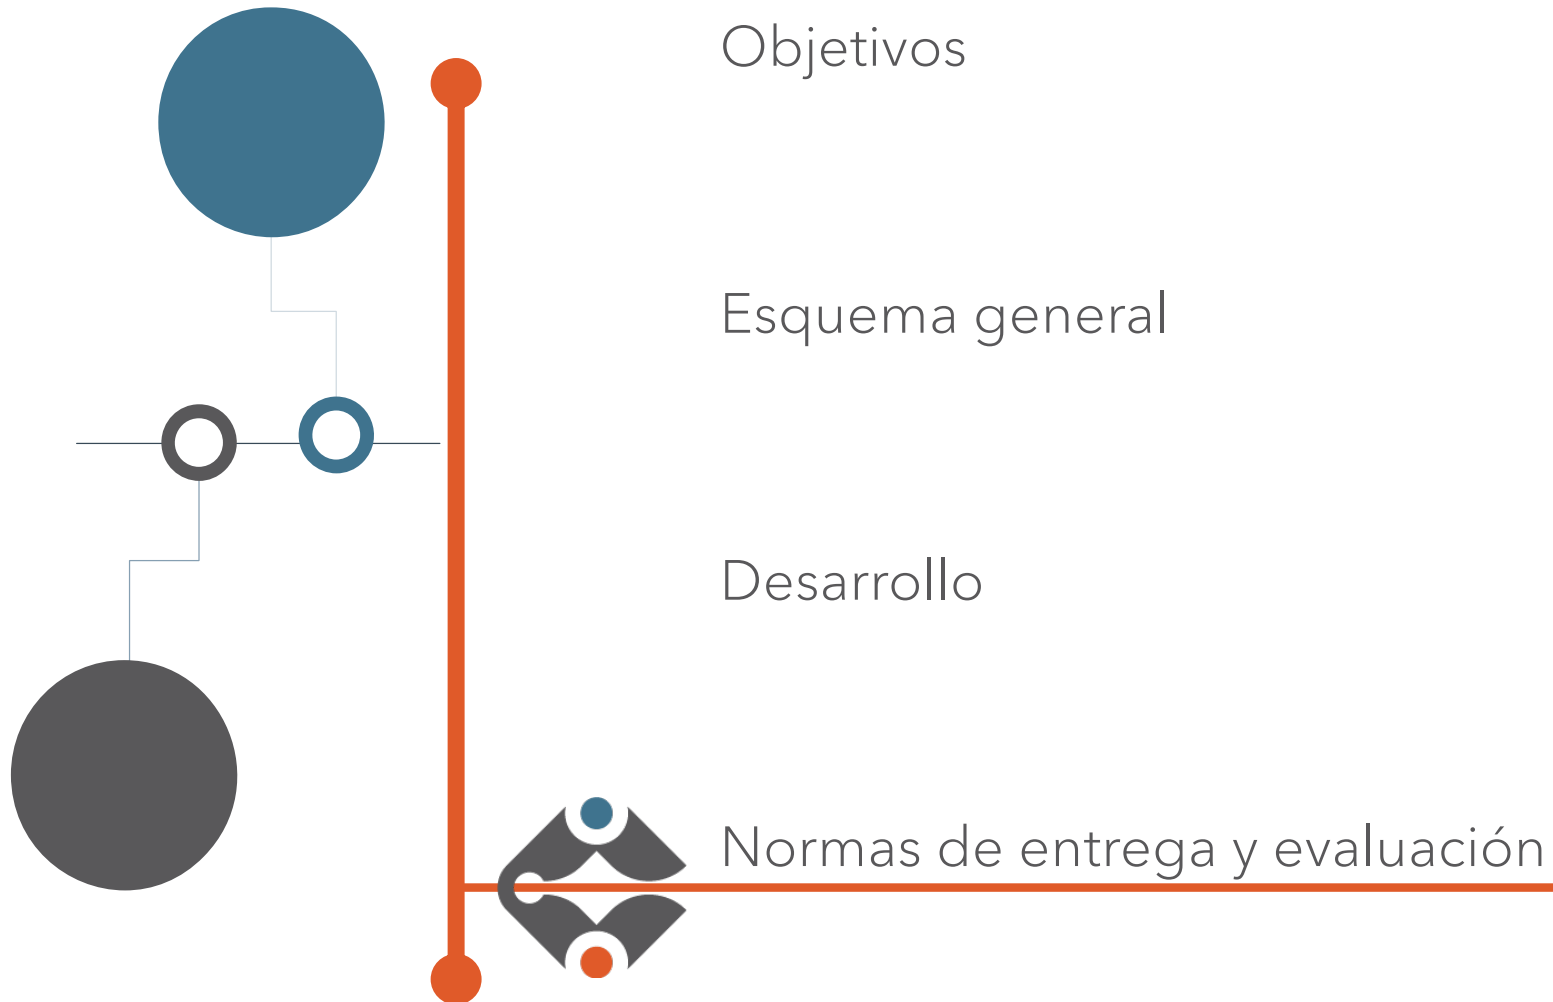 Objetivos
Esquema general
Desarrollo
Normas de entrega y evaluación